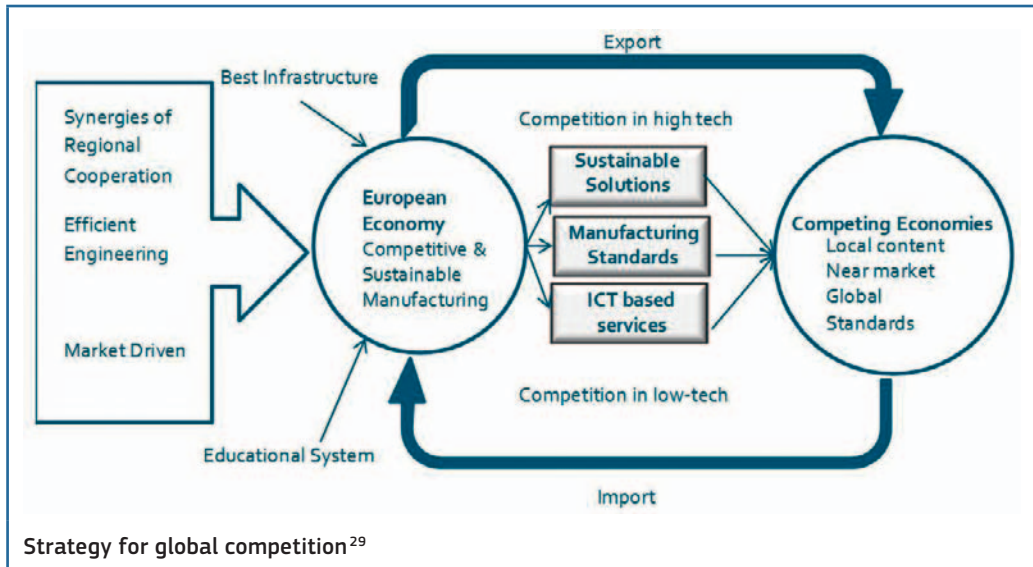 Export
Best Infrastructure
Synergies of
Regional
Cooperation
Efficient
Engineering
Market Driven
European
Economy
Competitive &
Sustainable
Manufacturing
Educational System
Competition in high tech
Sustainable
Solutions
Manufacturing
Standards
ICT based
services
Competition in low-tech
Competing Economies
Local content
Near market
Global
Standards
Import
Strategy for global competition²⁹